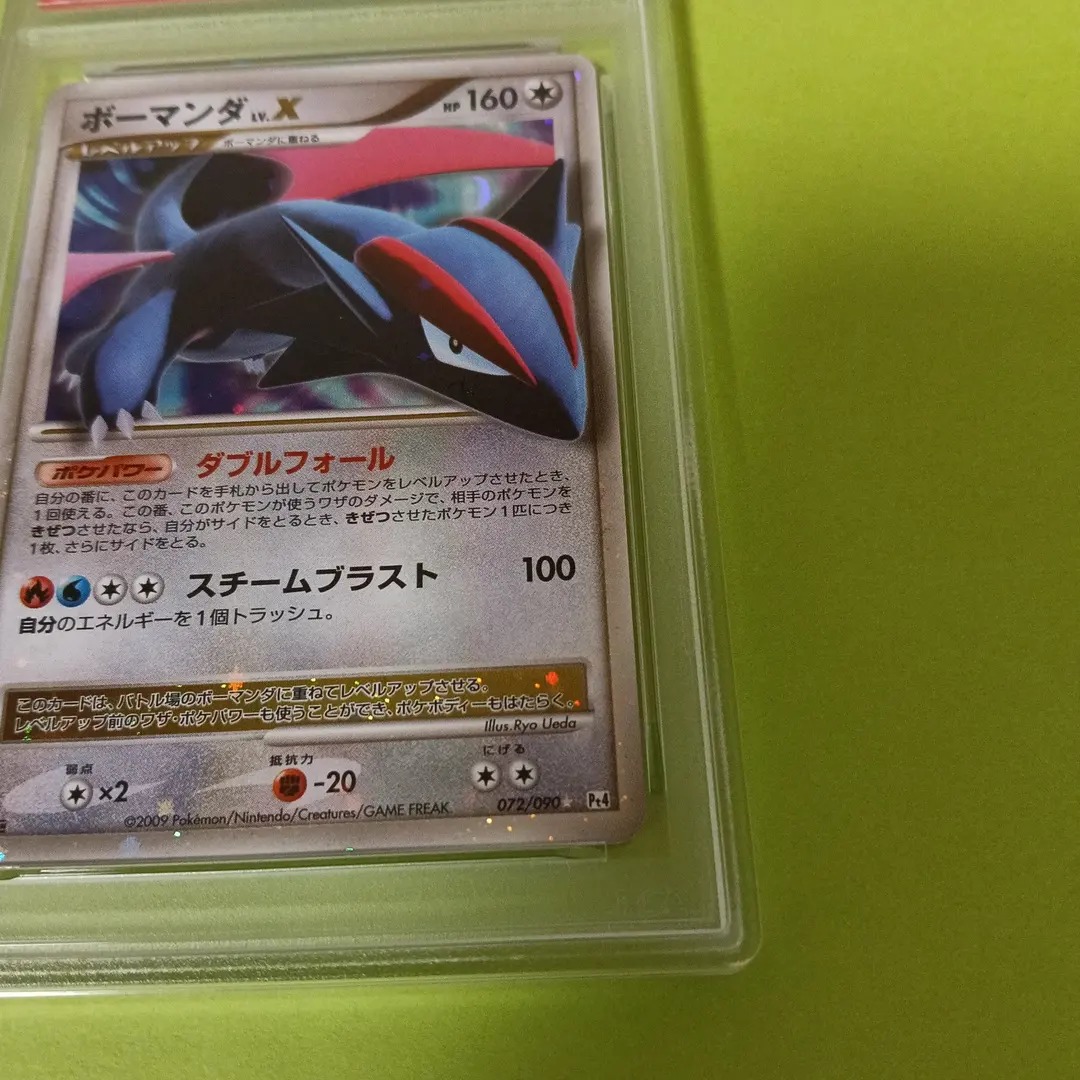 ボーマンダ LV.X HP 160
レベルアップ ボーマンダに重ねる
ポケパワー ダブルフォール
自分の番に、このカードを手札から出してポケモンをレベルアップさせたとき、
1回使える。この番、このポケモンが使うワザのダメージで、相手のポケモンを
きぜつさせたなら、自分がサイドをとるとき、きぜつさせたポケモン1匹につき
1枚、さらにサイドをとる。
スチームブラスト 100
自分のエネルギーを1個トラッシュ。
このカードは、バトル場のボーマンダに重ねてレベルアップさせる。
レベルアップ前のワザ・ポケパワーも使うことができ、ポケボディーもはたらく。
Illus.Ryo Ueda
弱点 抵抗力 にげる
×2 -20
072/090 Pt4
©2009 Pokémon/Nintendo/Creatures/GAME FREAK.